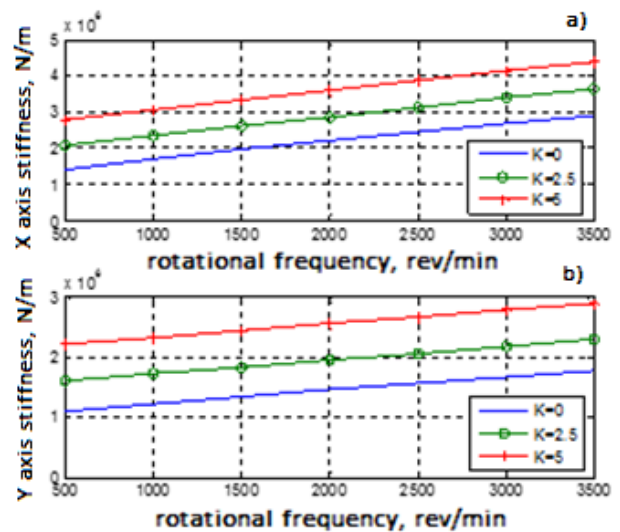 x 10⁴
a)
X axis stiffness, N/m
5
4
3
2
1
0
500 1000 1500 2000 2500 3000 3500
K=0
K=2.5
K=5
rotational frequency, rev/min
x 10⁴
b)
Y axis stiffness, N/m
3
2
1
0
500 1000 1500 2000 2500 3000 3500
K=0
K=2.5
K=5
rotational frequency, rev/min